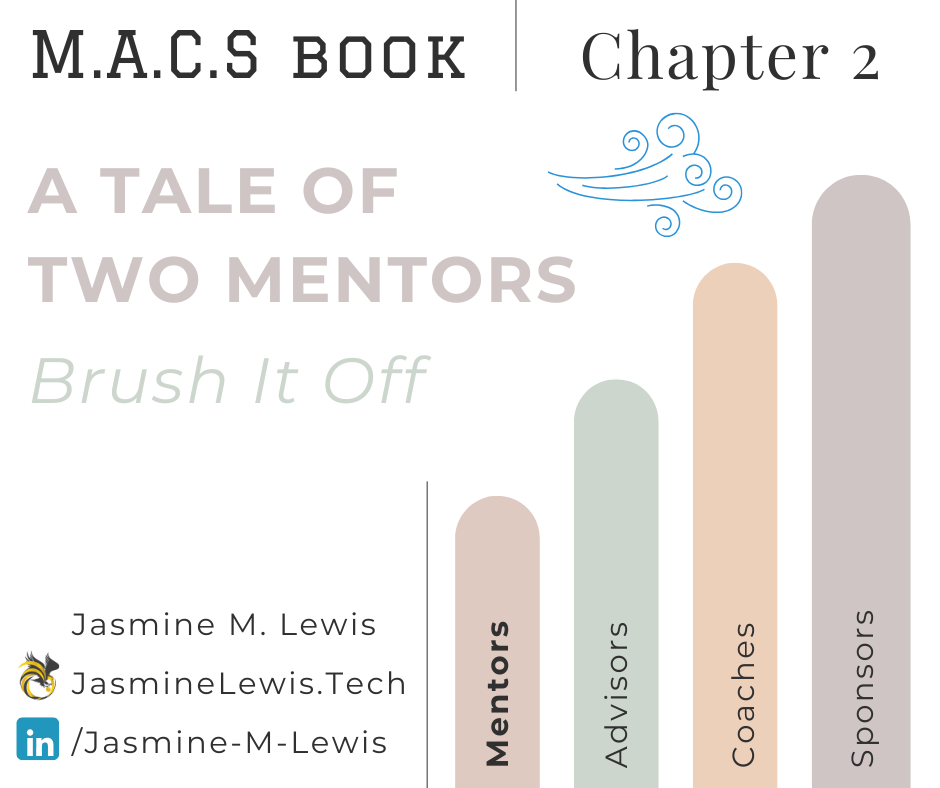 M.A.C.S BOOK
Chapter 2
A TALE OF
TWO MENTORS
Brush It Off
Jasmine M. Lewis
JasmineLewis.Tech
in /Jasmine-M-Lewis
Mentors
Advisors
Coaches
Sponsors